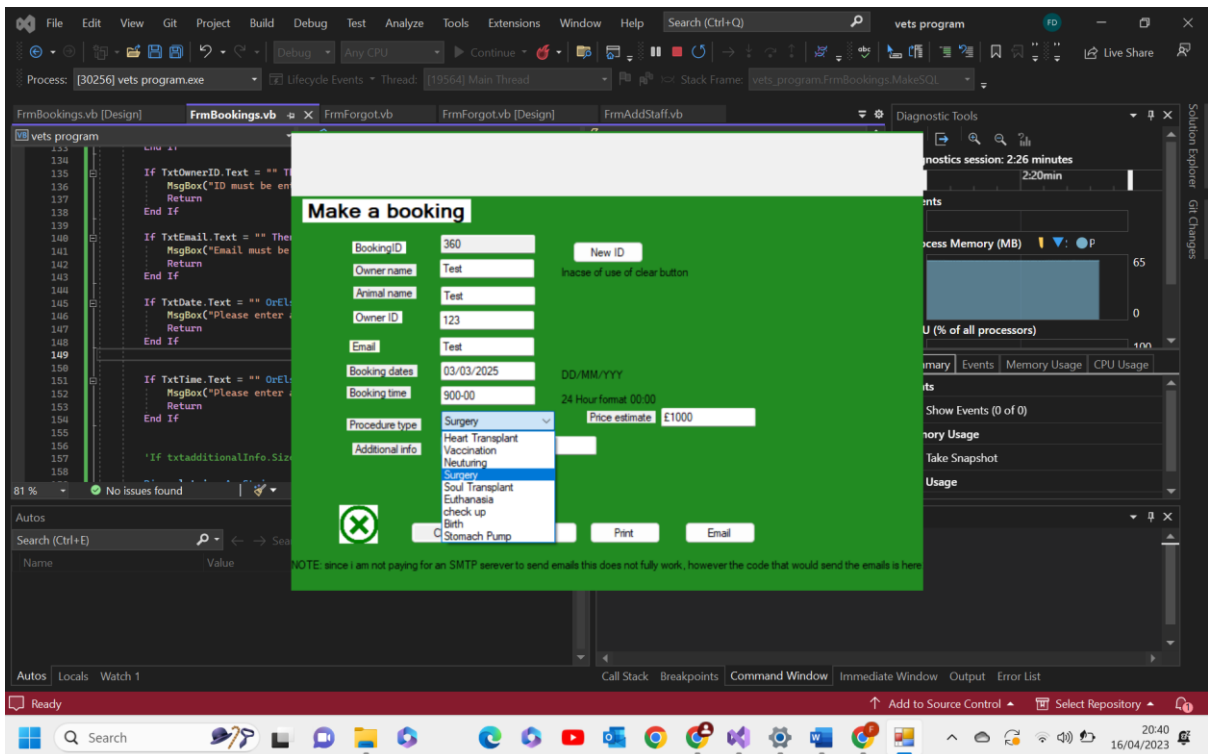 File Edit View Git Project Build Debug Test Analyze Tools Extensions Window Help Search (Ctrl+Q) vets program FD
Debug Any CPU Continue Live Share
Process: [30256] vets program.exe Lifecycle Events Thread: [19564] Main Thread Stack Frame: vets_program.FrmBookings.MakeSQL
FrmBookings.vb [Design] FrmBookings.vb FrmForgot.vb FrmForgot.vb [Design] FrmAddStaff.vb
VB vets program
133 End If
134
135 If TxtOwnerID.Text = ""
136 MsgBox("ID must be
137 Return
138 End If
139
140 If TxtEmail.Text = ""
141 MsgBox("Email must be
142 Return
143 End If
144
145 If TxtDate.Text = ""
146 MsgBox("Please enter
147 Return
148 End If
149
150
151 If TxtTime.Text = ""
152 MsgBox("Please enter
153 Return
154 End If
155
156
157 'If txtadditionalInfo.
158
81 % No issues found
Make a booking
BookingID 360 New ID
Owner name Test Inacse of use of clear button
Animal name Test
Owner ID 123
Email Test
Booking dates 03/03/2025 DD/MM/YYY
Booking time 900-00 24 Hour format 00:00
Procedure type Surgery Price estimate £1000
Additional info
Heart Transplant
Vaccination
Neuturing
Surgery
Soul Transplant
Euthanasia
check up
Birth
Stomach Pump
Print Email
NOTE: since i am not paying for an SMTP serever to send emails this does not fully work, however the code that would send the emails is here
Diagnostic Tools
gnostics session: 2:26 minutes
2:20min
ents
ocess Memory (MB) P
65
0
U (% of all processors)
100
mmary Events Memory Usage CPU Usage
Show Events (0 of 0)
mory Usage
Take Snapshot
Usage
Solution Explorer
Git Changes
Autos
Search (Ctrl+E)
Name Value
Autos Locals Watch 1
Call Stack Breakpoints Command Window Immediate Window Output Error List
Ready Add to Source Control Select Repository
Search
20:40
16/04/2023